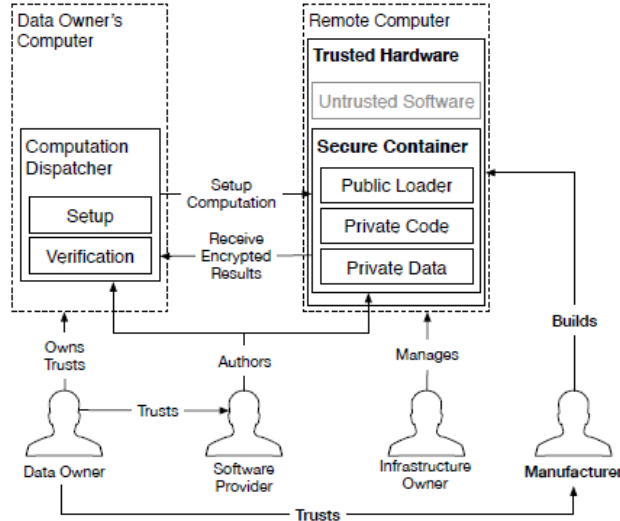 Data Owner's
Computer
Computation
Dispatcher
Setup
Verification
Setup
Computation
Receive
Encrypted
Results
Remote Computer
Trusted Hardware
Untrusted Software
Secure Container
Public Loader
Private Code
Private Data
Owns
Trusts
Authors
Manages
Builds
Trusts
Data Owner
Software
Provider
Infrastructure
Owner
Manufacturer
Trusts